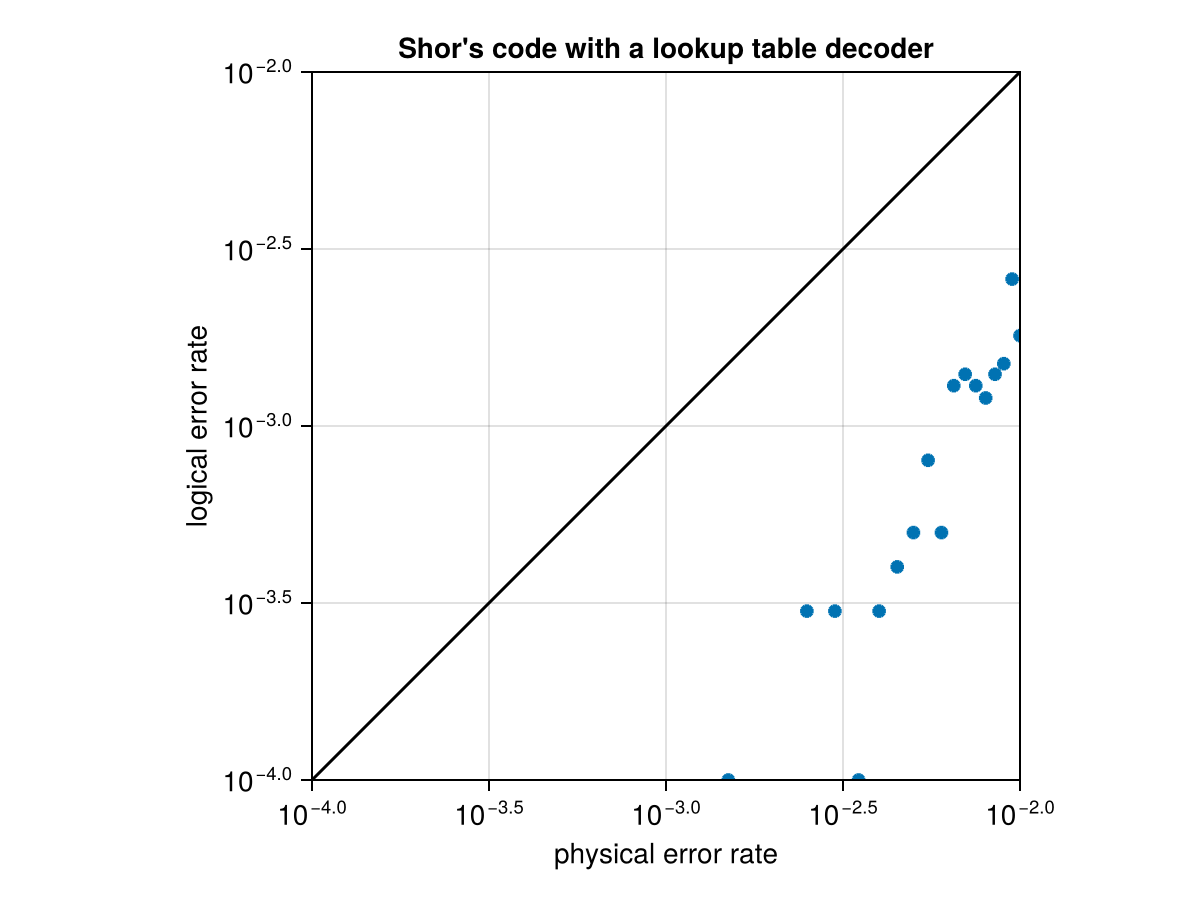 Shor's code with a lookup table decoder
10⁻²·⁰
10⁻²·⁵
10⁻³·⁰
10⁻³·⁵
10⁻⁴·⁰
logical error rate
10⁻⁴·⁰ 10⁻³·⁵ 10⁻³·⁰ 10⁻²·⁵ 10⁻²·⁰
physical error rate